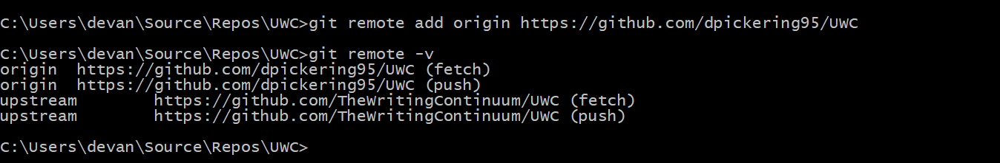 C:\Users\devan\Source\Repos\UWC>git remote add origin https://github.com/dpickering95/UWC
C:\Users\devan\Source\Repos\UWC>git remote -v
origin  https://github.com/dpickering95/UWC (fetch)
origin  https://github.com/dpickering95/UWC (push)
upstream        https://github.com/TheWritingContinuum/UWC (fetch)
upstream        https://github.com/TheWritingContinuum/UWC (push)
C:\Users\devan\Source\Repos\UWC>